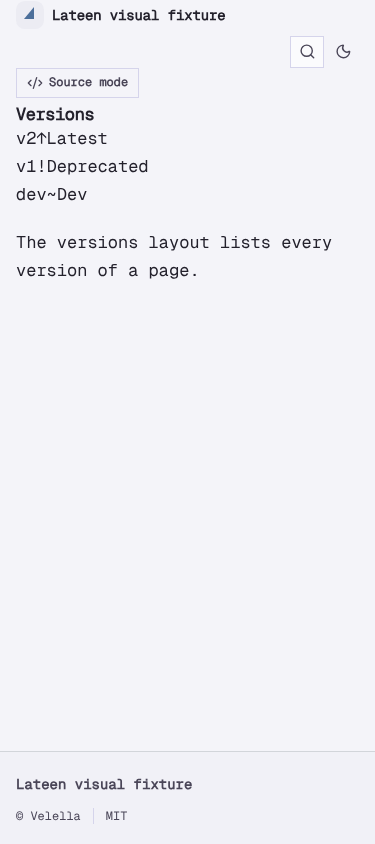 Lateen visual fixture
</> Source mode
Versions
v2↑Latest
v1!Deprecated
dev~Dev
The versions layout lists every
version of a page.
Lateen visual fixture
© Velella
MIT